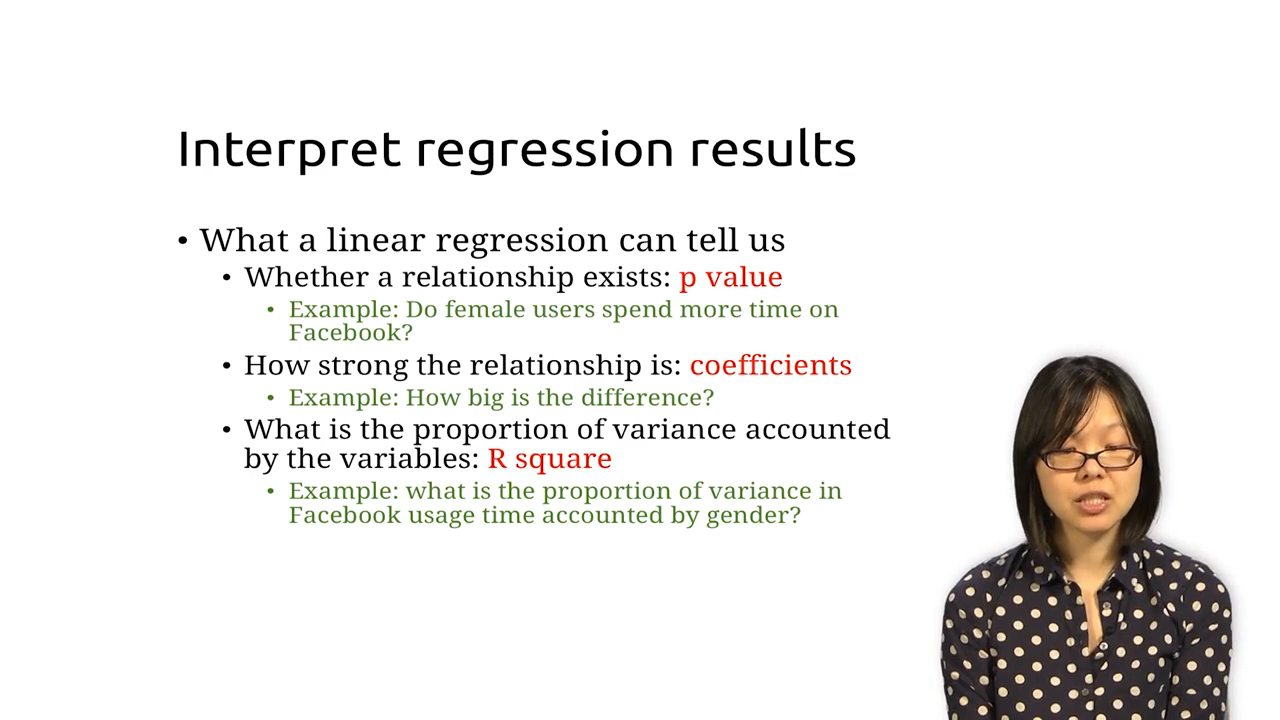 Interpret regression results
• What a linear regression can tell us
• Whether a relationship exists: p value
• Example: Do female users spend more time on
Facebook?
• How strong the relationship is: coefficients
• Example: How big is the difference?
• What is the proportion of variance accounted
by the variables: R square
• Example: what is the proportion of variance in
Facebook usage time accounted by gender?